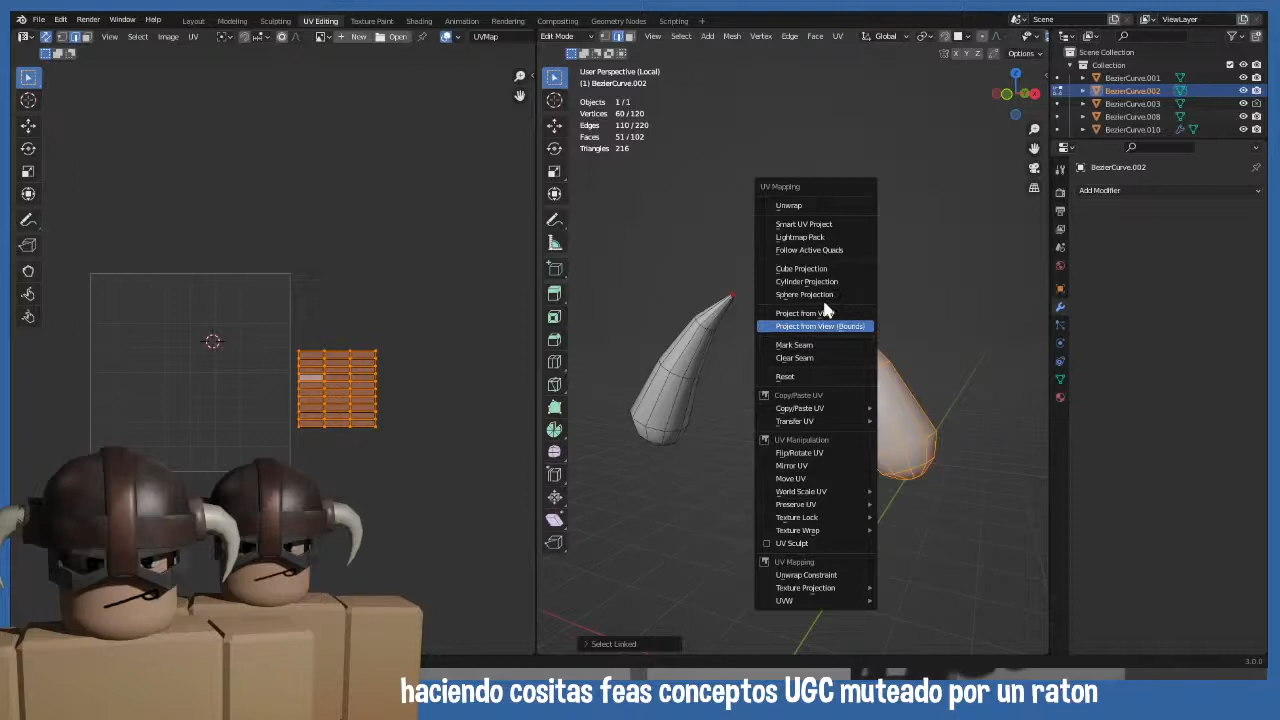 File Edit Render Window Help Layout Modeling Sculpting UV Editing Texture Paint Shading Animation Rendering Compositing Geometry Nodes Scripting + Scene ViewLayer
View Select Image UV New Open UVMap Edit Mode View Select Add Mesh Vertex Edge Face UV Global
X Y Z Options
Scene Collection
Collection
BezierCurve.001
BezierCurve.002
BezierCurve.003
BezierCurve.008
BezierCurve.010
BezierCurve.002
Add Modifier
User Perspective (Local)
(1) BezierCurve.002
Objects 1/1
Vertices 60/120
Edges 110/220
Faces 51/102
Triangles 216
UV Mapping
Unwrap
Smart UV Project
Lightmap Pack
Follow Active Quads
Cube Projection
Cylinder Projection
Sphere Projection
Project from
Project from View (Bounds)
Mark Seam
Clear Seam
Reset
Copy/Paste UV
Copy/Paste UV
Transfer UV
UV Manipulation
Flip/Rotate UV
Mirror UV
Move UV
World Scale UV
Preserve UV
Texture Lock
Texture Wrap
UV Sculpt
UV Mapping
Unwrap Constraint
Texture Projection
UVW
Select Linked
3.0.0
haciendo cositas feas conceptos UGC muteado por un raton